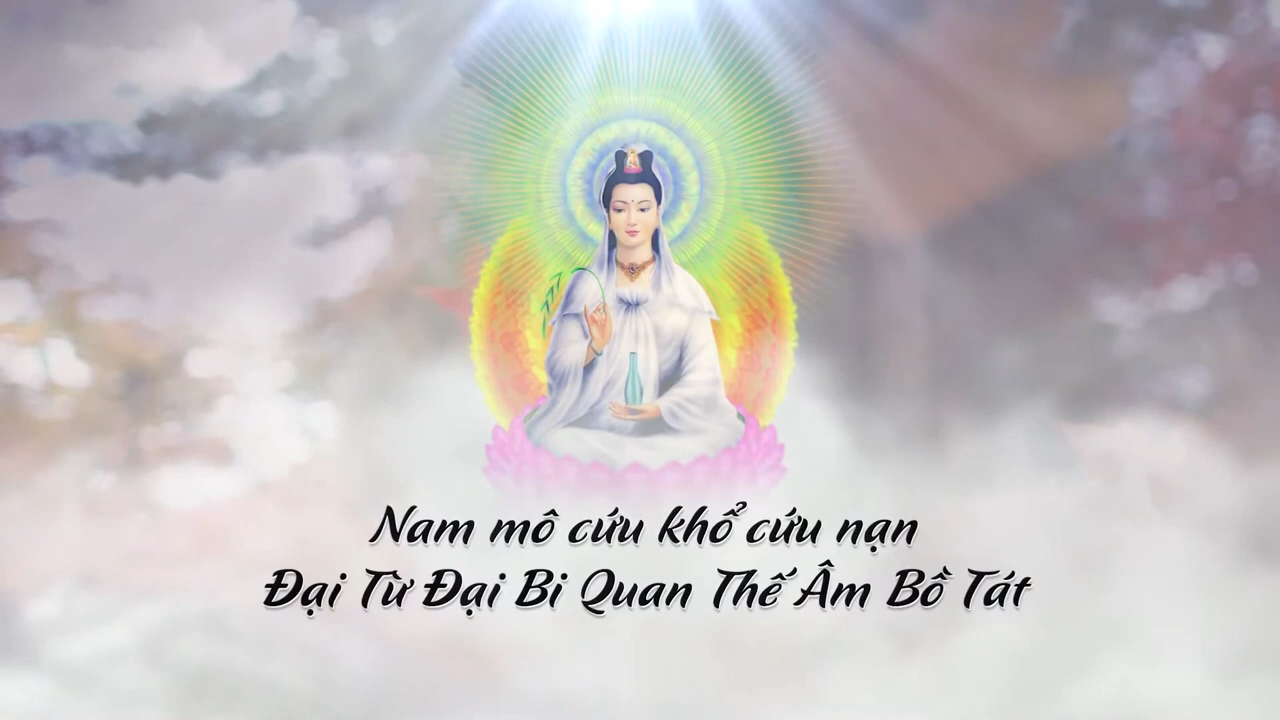 Nam mô cứu khổ cứu nạn
Đại Từ Đại Bi Quan Thế Âm Bồ Tát